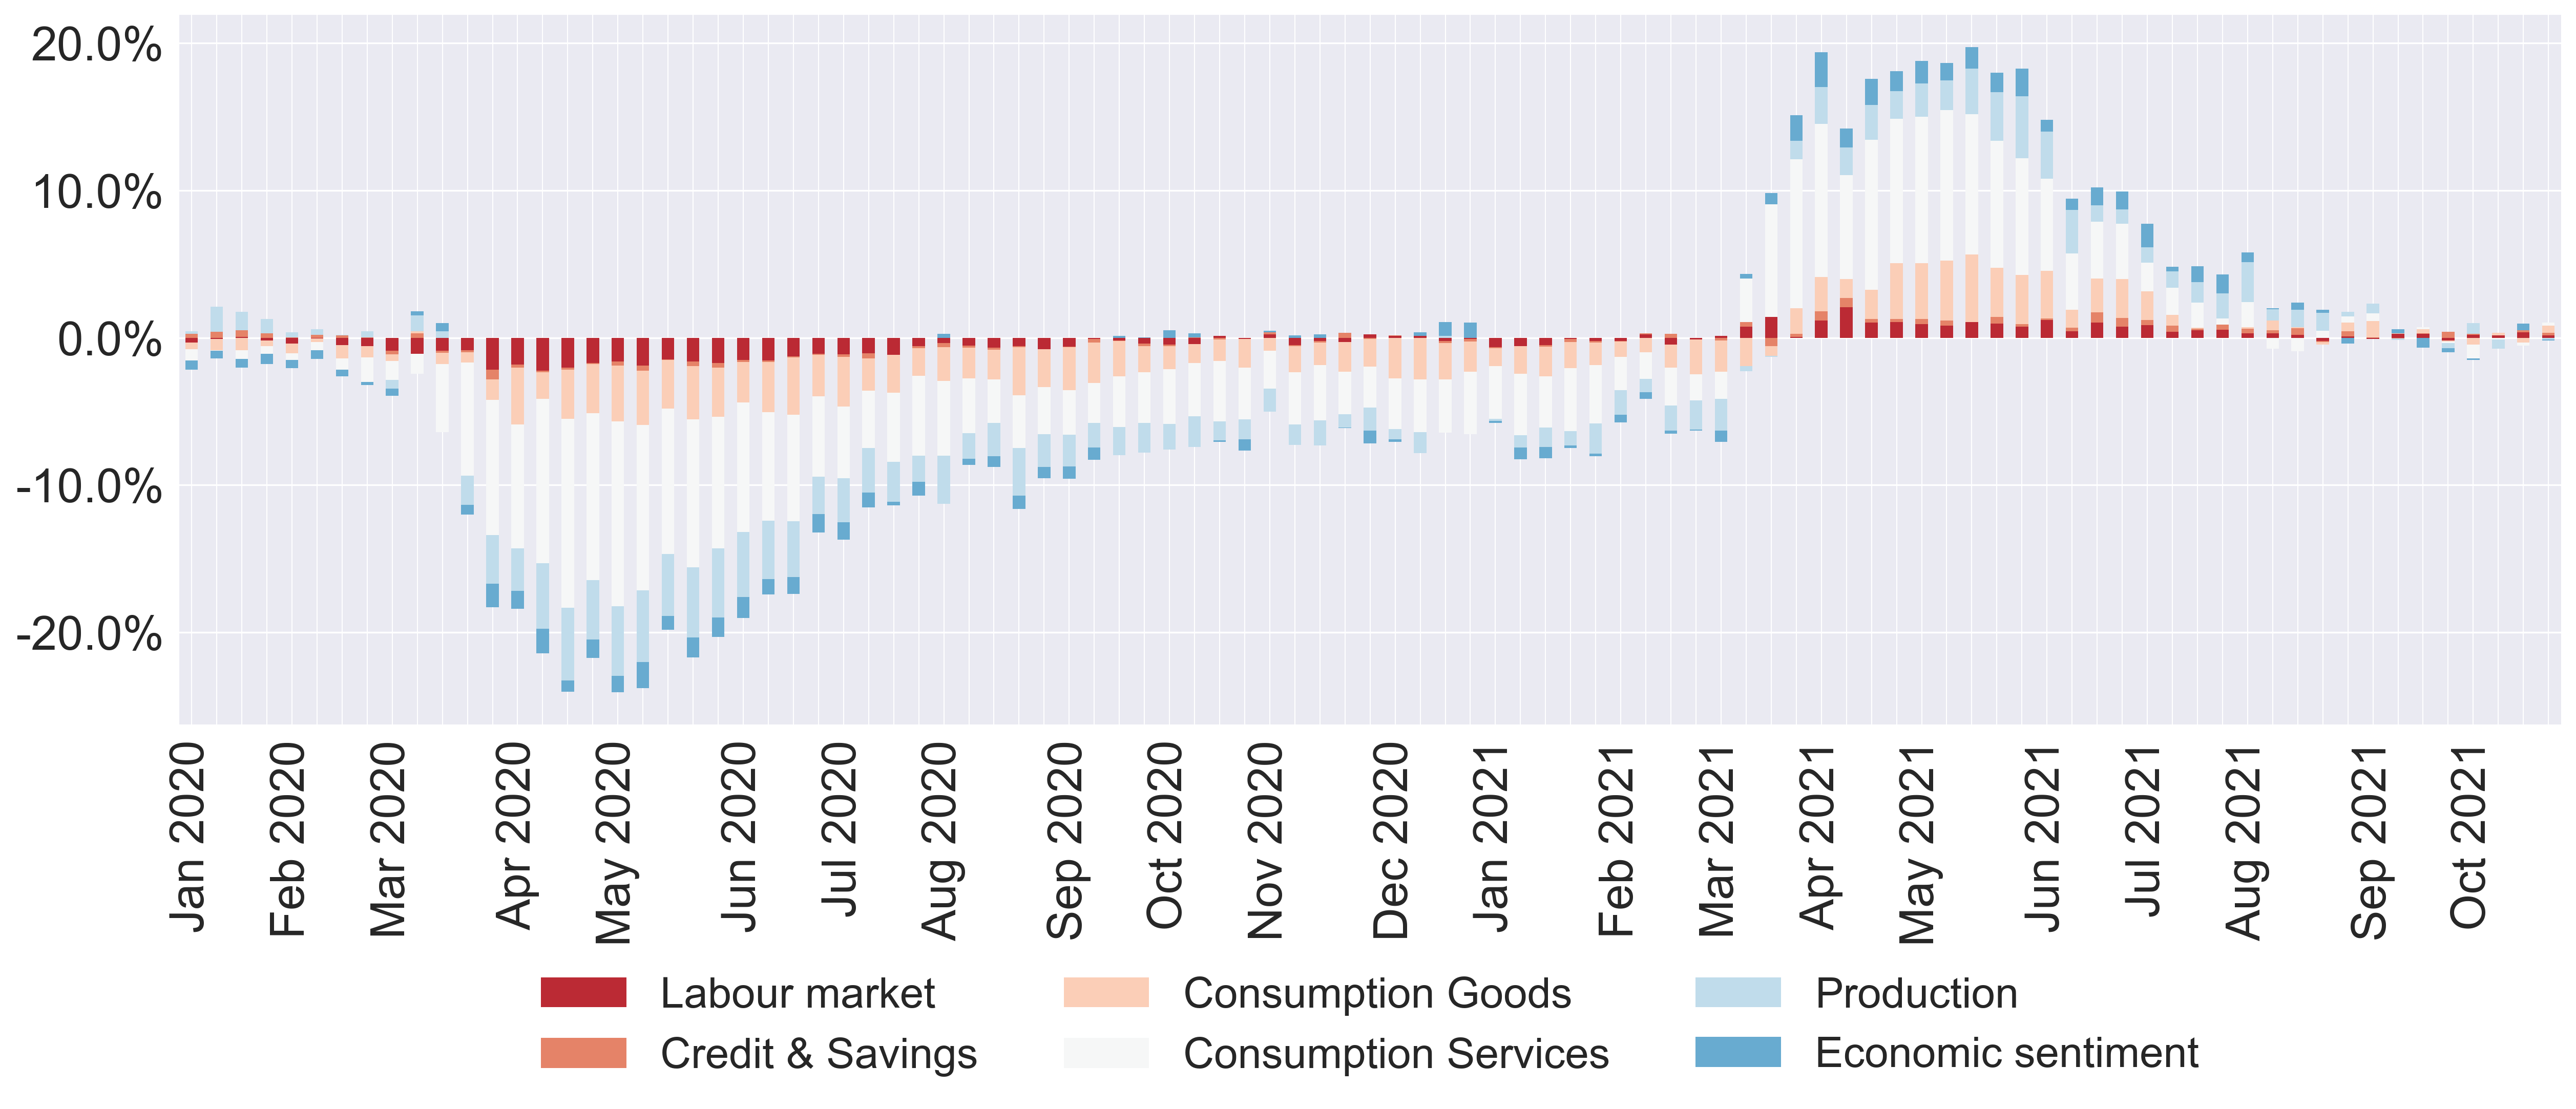 20.0%
10.0%
0.0%
-10.0%
-20.0%
Jan 2020
Feb 2020
Mar 2020
Apr 2020
May 2020
Jun 2020
Jul 2020
Aug 2020
Sep 2020
Oct 2020
Nov 2020
Dec 2020
Jan 2021
Feb 2021
Mar 2021
Apr 2021
May 2021
Jun 2021
Jul 2021
Aug 2021
Sep 2021
Oct 2021
Labour market
Consumption Goods
Production
Credit & Savings
Consumption Services
Economic sentiment